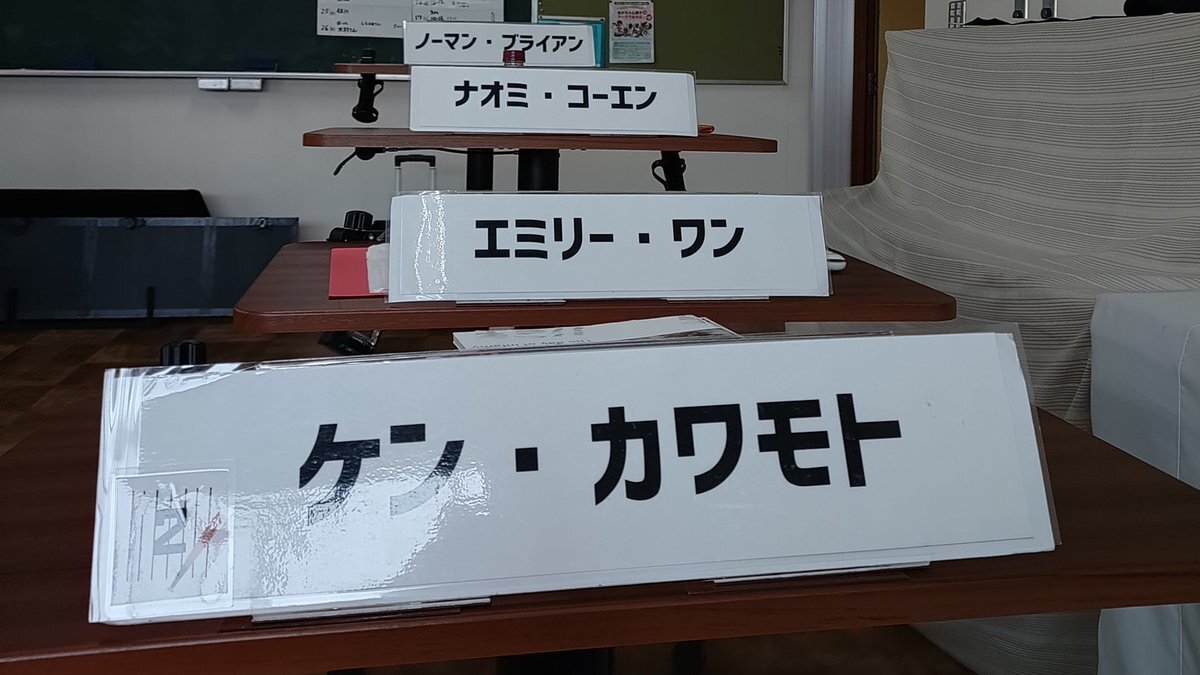 ノーマン・ブライアン
ナオミ・コーエン
エミリー・ワン
ケン・カワモト